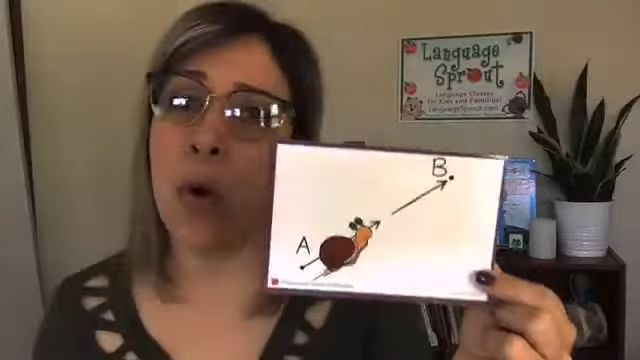 Language
Sprout
Language Classes
for Kids and Families!
LanguageSprout.com
B
A